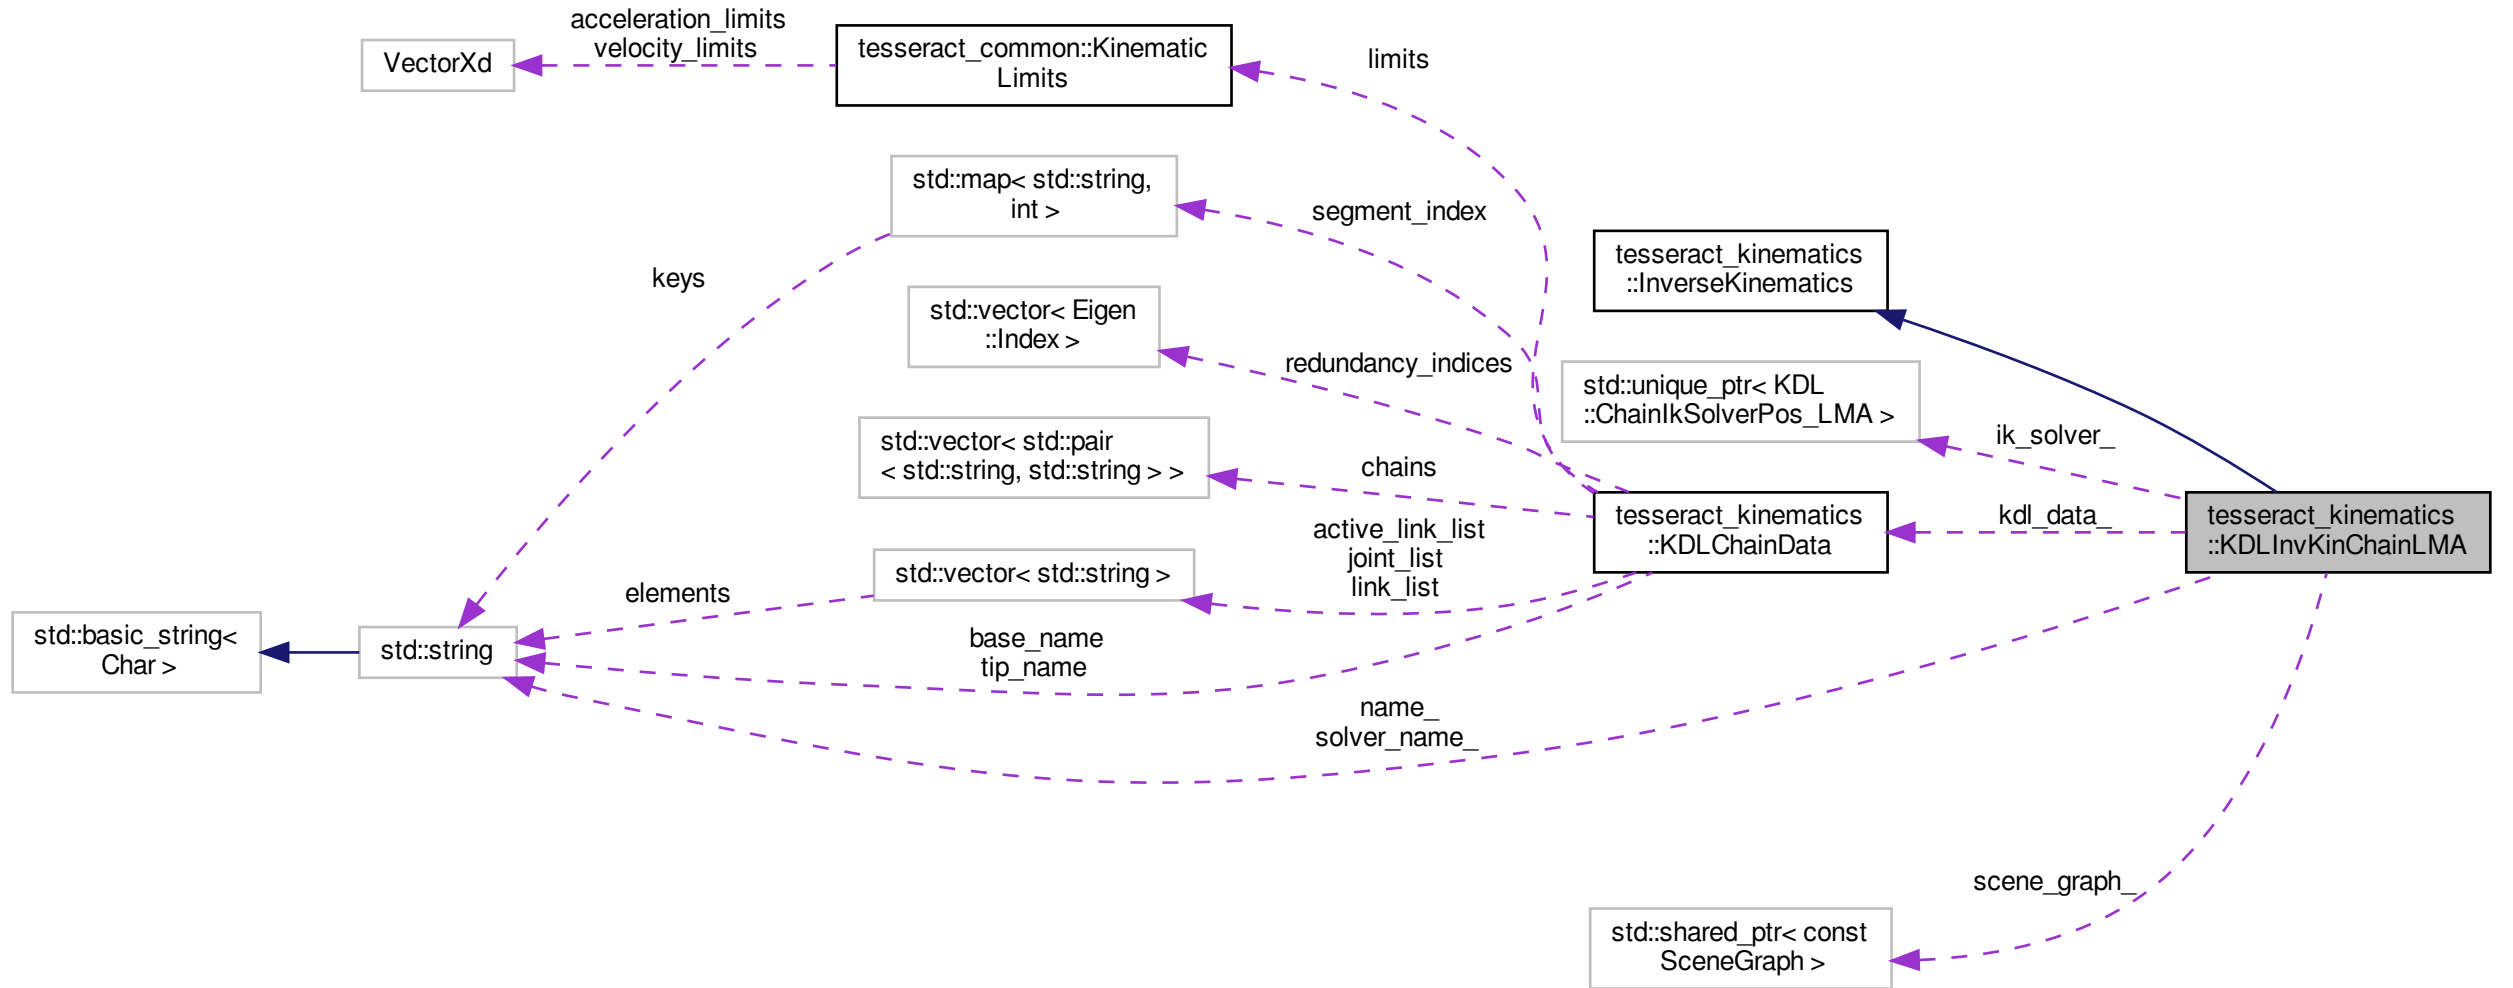 acceleration_limits
velocity_limits
VectorXd
tesseract_common::Kinematic
Limits
limits
std::map< std::string,
int >
segment_index
keys
tesseract_kinematics
::InverseKinematics
std::vector< Eigen
::Index >
redundancy_indices
std::unique_ptr< KDL
::ChainIkSolverPos_LMA >
ik_solver_
std::vector< std::pair
< std::string, std::string > >
chains
tesseract_kinematics
::KDLChainData
kdl_data_
tesseract_kinematics
::KDLInvKinChainLMA
active_link_list
joint_list
link_list
std::vector< std::string >
elements
std::basic_string<
Char >
std::string
base_name
tip_name
name_
solver_name_
scene_graph_
std::shared_ptr< const
SceneGraph >